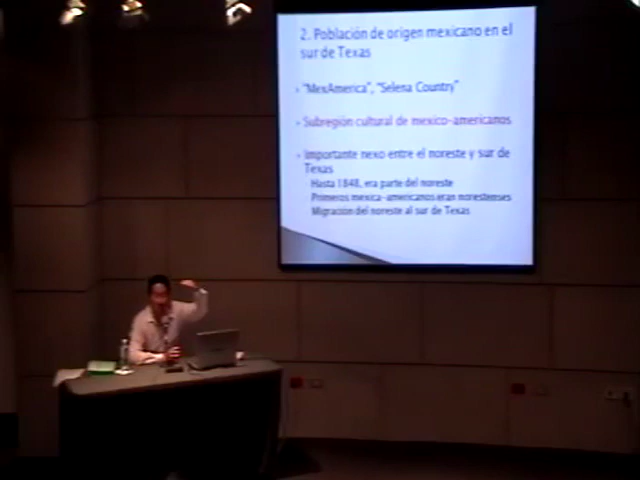 2. Población de origen mexicano en el
sur de Texas
"MexAmerica", "Selena Country"
Subregión cultural de mexico-americanos
Importante nexo entre el noreste y sur de
Texas
Hasta 1848, era parte del noreste
Primeros mexica-americanos eran norestenses
Migración del noreste al sur de Texas